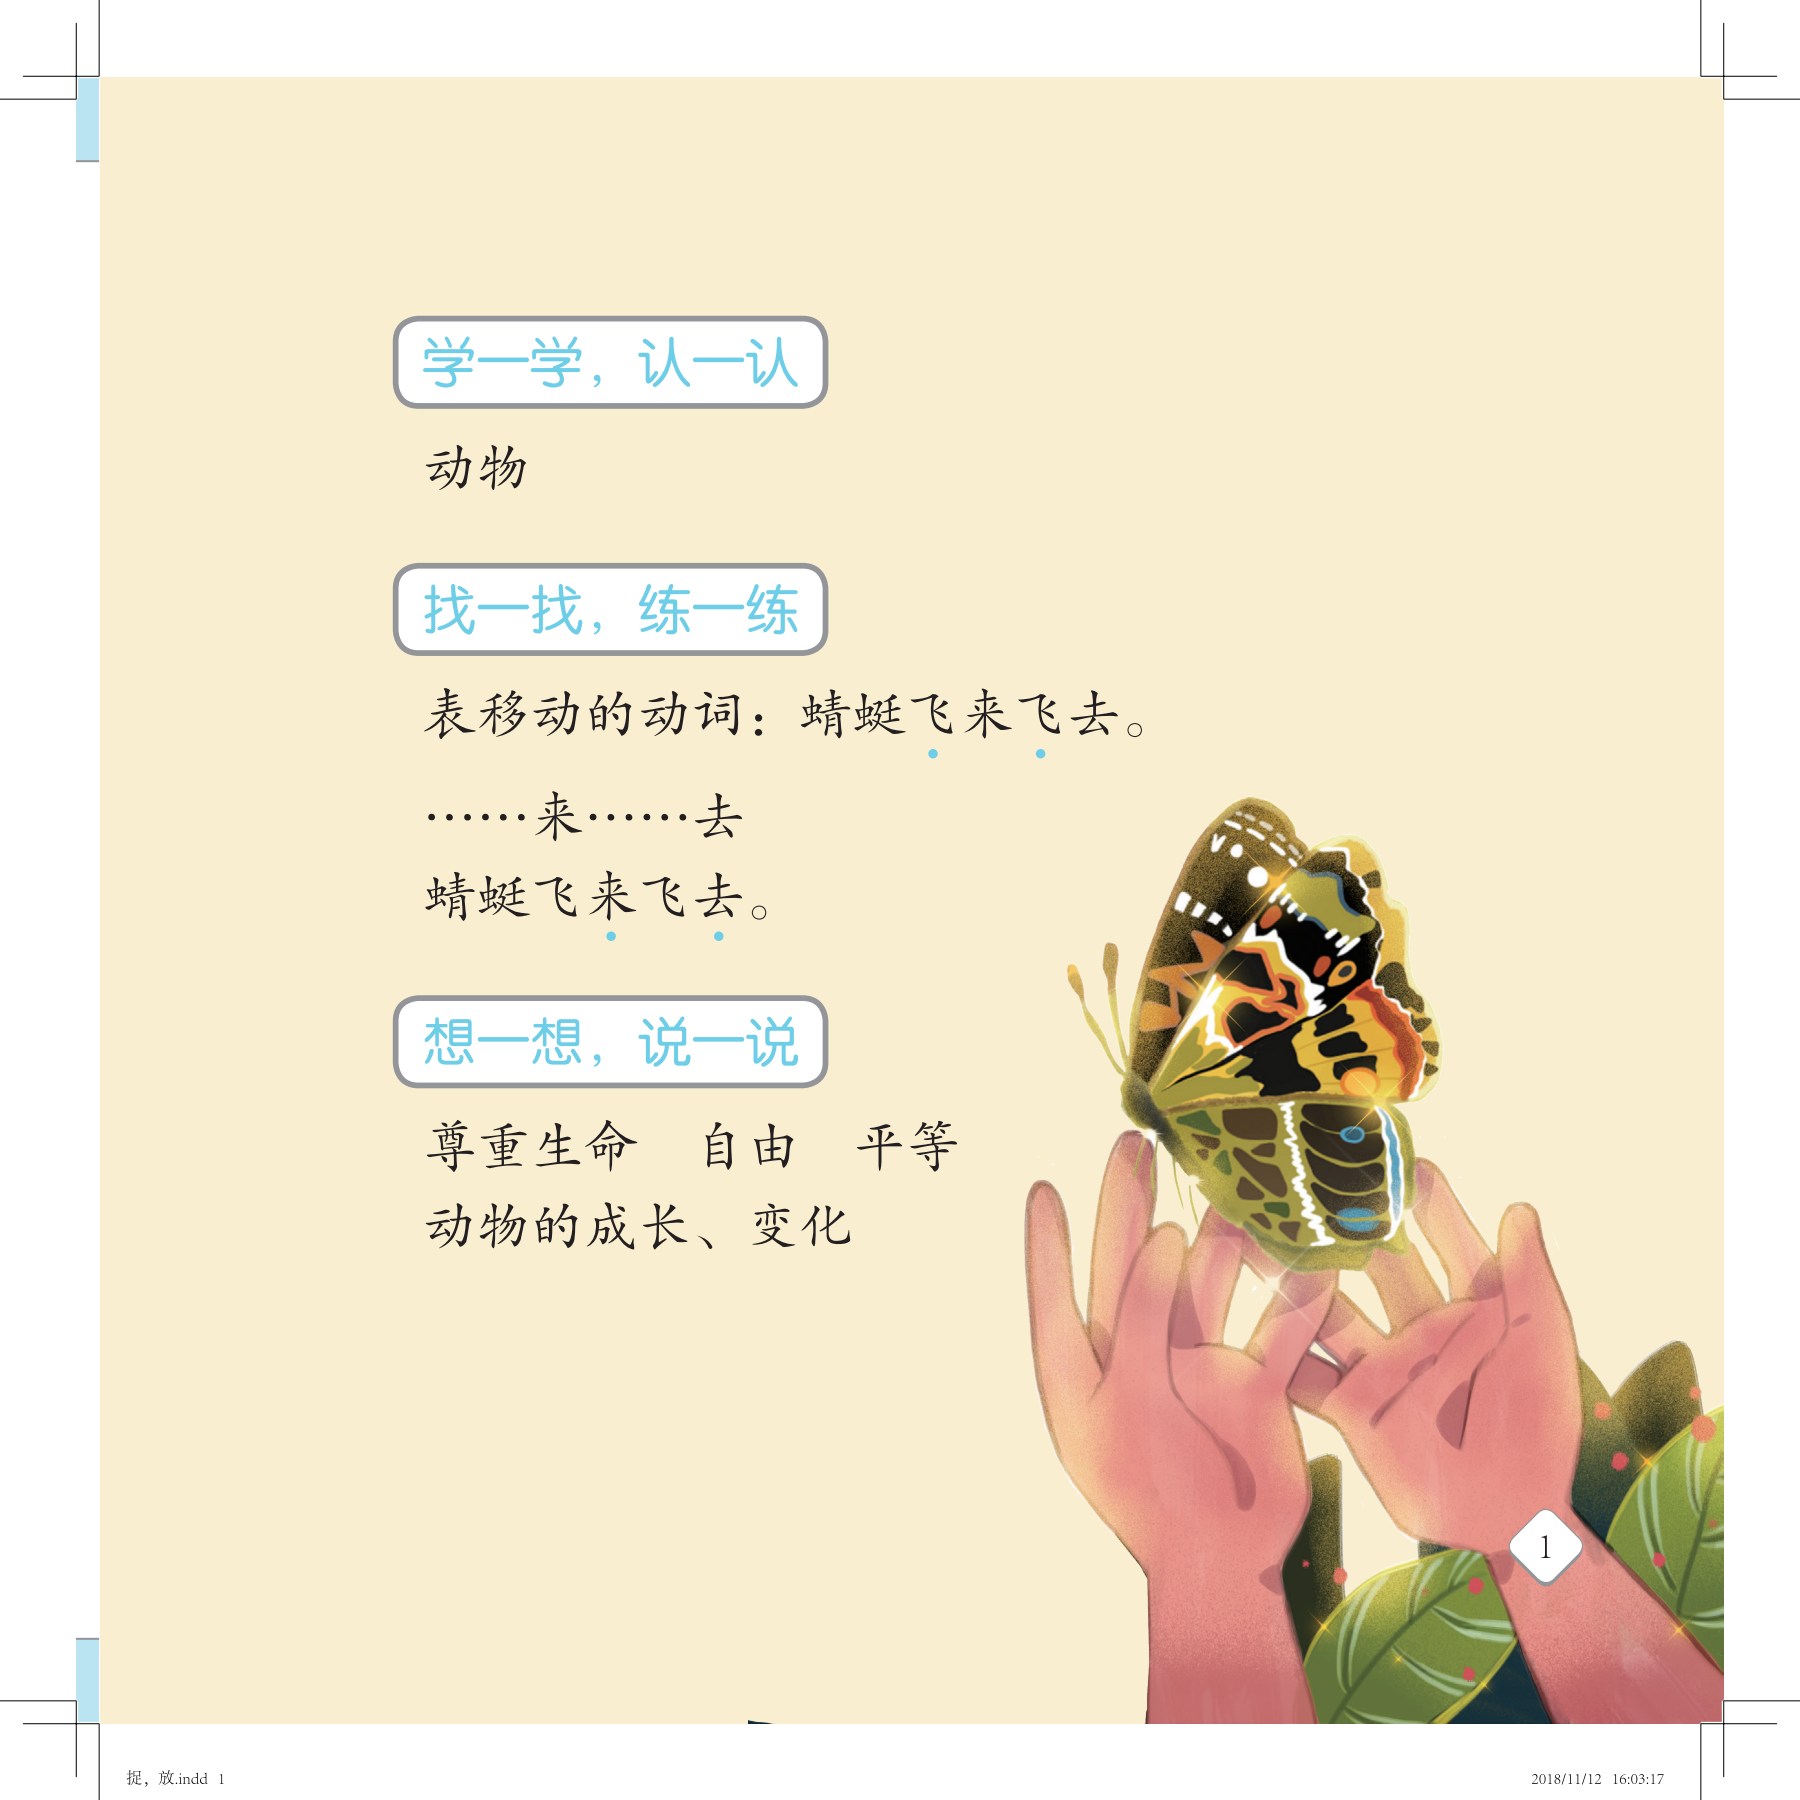 学一学，认一认
动物
找一找，练一练
表移动的动词：蜻蜓飞来飞去。
……来……去
蜻蜓飞来飞去。
想一想，说一说
尊重生命　自由　平等
动物的成长、变化
1
捉，放.indd 1
2018/11/12 16:03:17